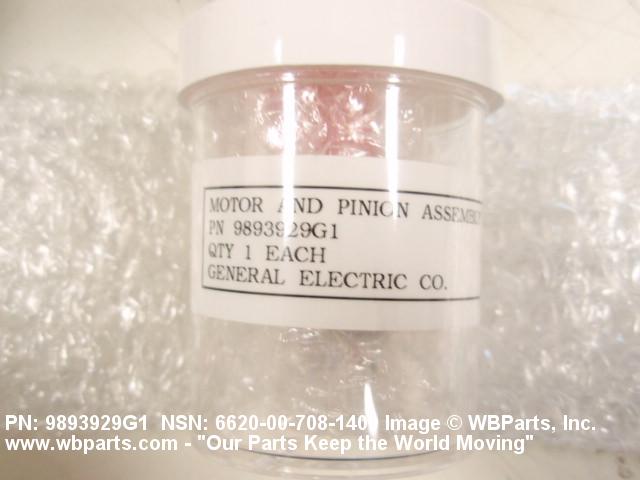 MOTOR AND PINION ASSEMBLY
PN 9893929G1
QTY 1 EACH
GENERAL ELECTRIC CO.
PN: 9893929G1 NSN: 6620-00-708-140 Image © WBParts, Inc.
www.wbparts.com - "Our Parts Keep the World Moving"